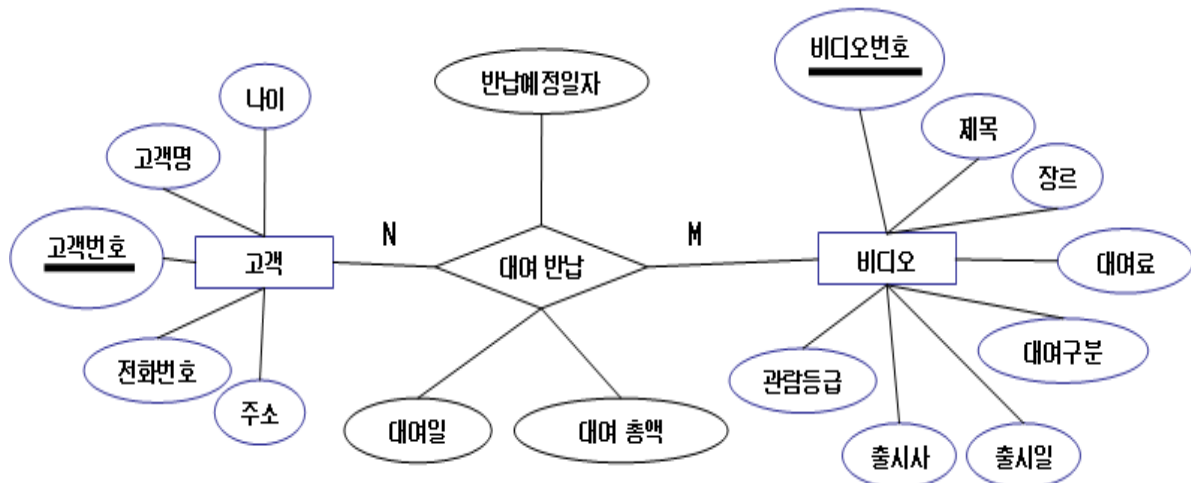 비디오번호
반납예정일자
나이
제목
고객명
장르
고객번호
고객
N
대여 반납
M
비디오
대여료
전화번호
주소
대여일
대여 총액
관람등급
대여구분
출시사
출시일